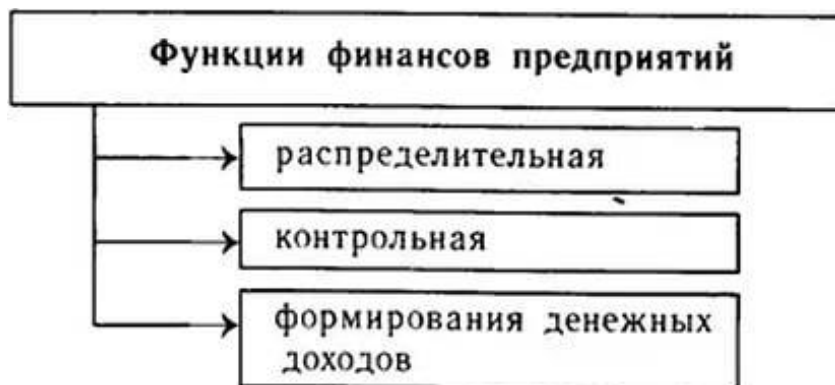 Функции финансов предприятий
распределительная
контрольная
формирования денежных
доходов